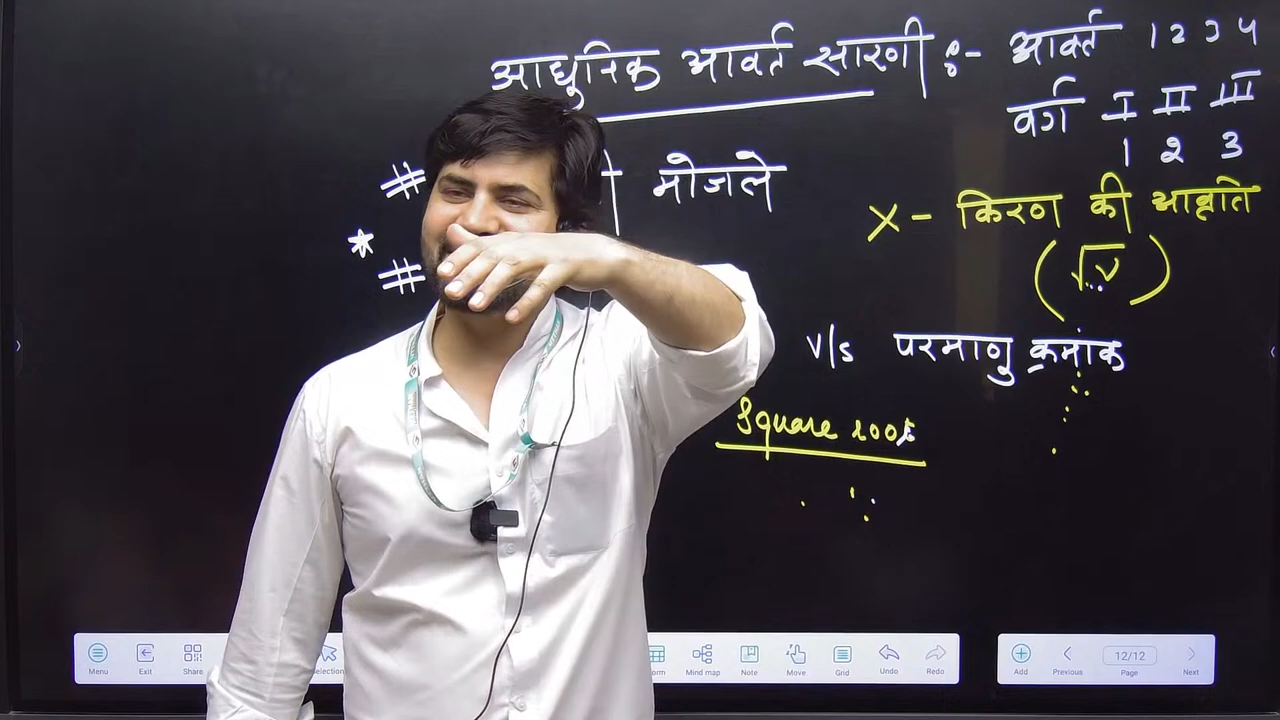 आधुनिक आवर्त सारणी :- आवर्त 1 2 3 4
वर्ग I II III
1 2 3
# मोजले
X - किरण की आवृति
* (√ν)
#
v/s परमाणु क्रमांक
Square root
Menu Exit Share Mind map Note Move Grid Undo Redo Add Previous 12/12 Page Next